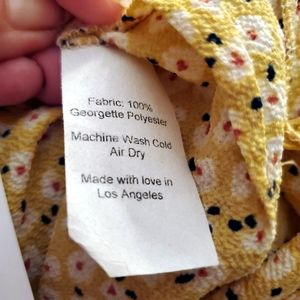 Fabric: 100%
Georgette Polyester
Machine Wash Cold
Air Dry
Made with love in
Los Angeles